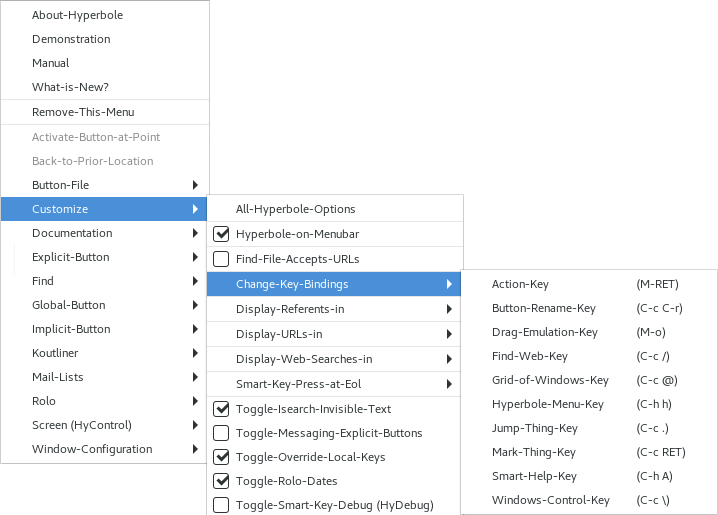 About-Hyperbole
Demonstration
Manual
What-is-New?
Remove-This-Menu
Activate-Button-at-Point
Back-to-Prior-Location
Button-File
Customize
Documentation
Explicit-Button
Find
Global-Button
Implicit-Button
Koutliner
Mail-Lists
Rolo
Screen (HyControl)
Window-Configuration
All-Hyperbole-Options
Hyperbole-on-Menubar
Find-File-Accepts-URLs
Change-Key-Bindings
Display-Referents-in
Display-URLs-in
Display-Web-Searches-in
Smart-Key-Press-at-Eol
Toggle-Isearch-Invisible-Text
Toggle-Messaging-Explicit-Buttons
Toggle-Override-Local-Keys
Toggle-Rolo-Dates
Toggle-Smart-Key-Debug (HyDebug)
Action-Key (M-RET)
Button-Rename-Key (C-c C-r)
Drag-Emulation-Key (M-o)
Find-Web-Key (C-c /)
Grid-of-Windows-Key (C-c @)
Hyperbole-Menu-Key (C-h h)
Jump-Thing-Key (C-c .)
Mark-Thing-Key (C-c RET)
Smart-Help-Key (C-h A)
Windows-Control-Key (C-c \)